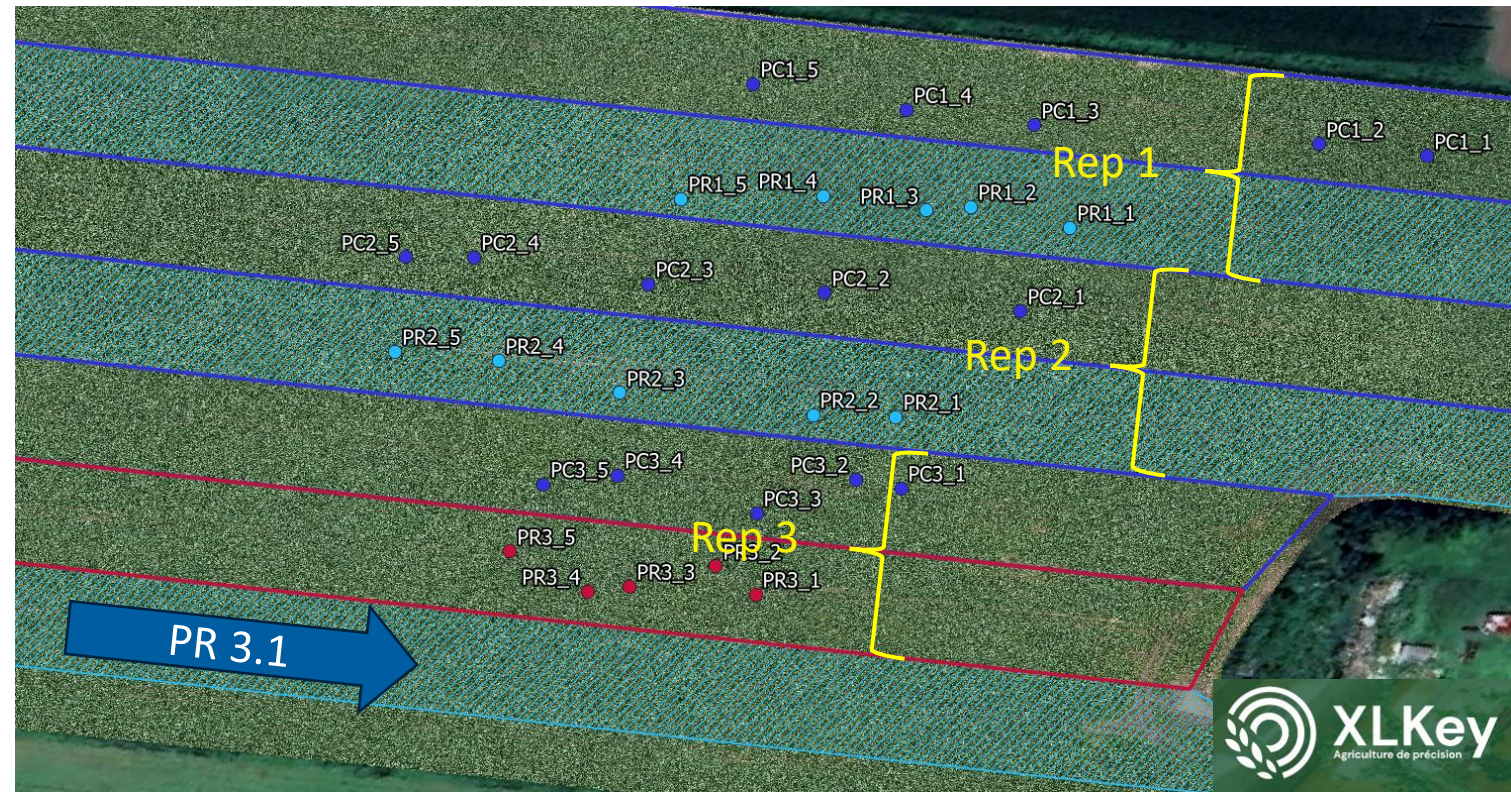 PC1_5
PC1_4
PC1_3
PC1_2
PC1_1
Rep 1
PR1_5
PR1_4
PR1_3
PR1_2
PR1_1
PC2_5
PC2_4
PC2_3
PC2_2
PC2_1
Rep 2
PR2_5
PR2_4
PR2_3
PR2_2
PR2_1
PC3_5
PC3_4
PC3_2
PC3_1
PC3_3
Rep 3
PR3_5
PR3_2
PR3_4
PR3_3
PR3_1
PR 3.1
XLKey
Agriculture de précision